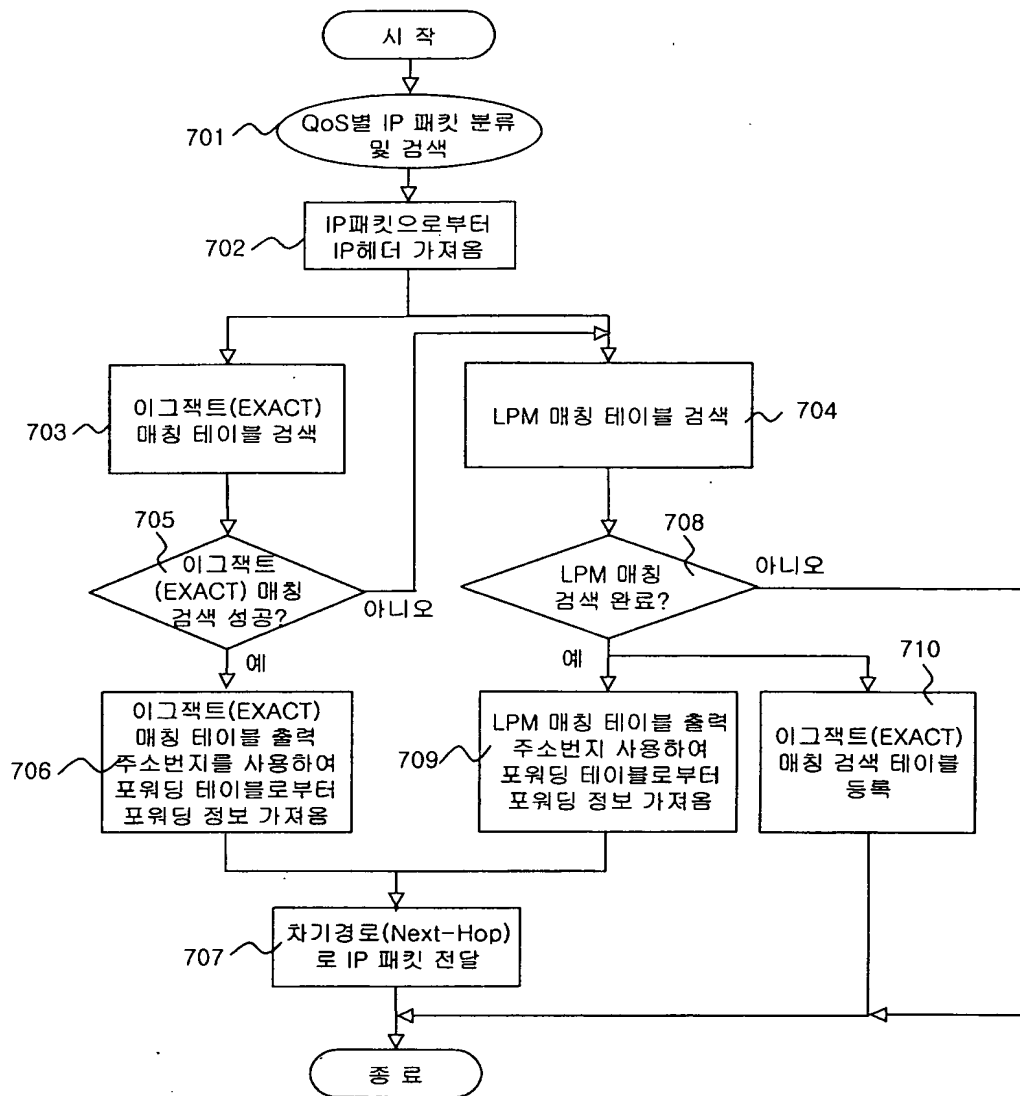 시 작
701
QoS별 IP 패킷 분류
및 검색
702
IP패킷으로부터
IP헤더 가져옴
703
이그잭트(EXACT)
매칭 테이블 검색
LPM 매칭 테이블 검색
704
705
이그잭트
(EXACT) 매칭
검색 성공?
아니오
예
708
LPM 매칭
검색 완료?
아니오
예
706
이그잭트(EXACT)
매칭 테이블 출력
주소번지를 사용하여
포워딩 테이블로부터
포워딩 정보 가져옴
709
LPM 매칭 테이블 출력
주소번지 사용하여
포워딩 테이블로부터
포워딩 정보 가져옴
710
이그잭트(EXACT)
매칭 검색 테이블
등록
707
차기경로(Next-Hop)
로 IP 패킷 전달
종 료